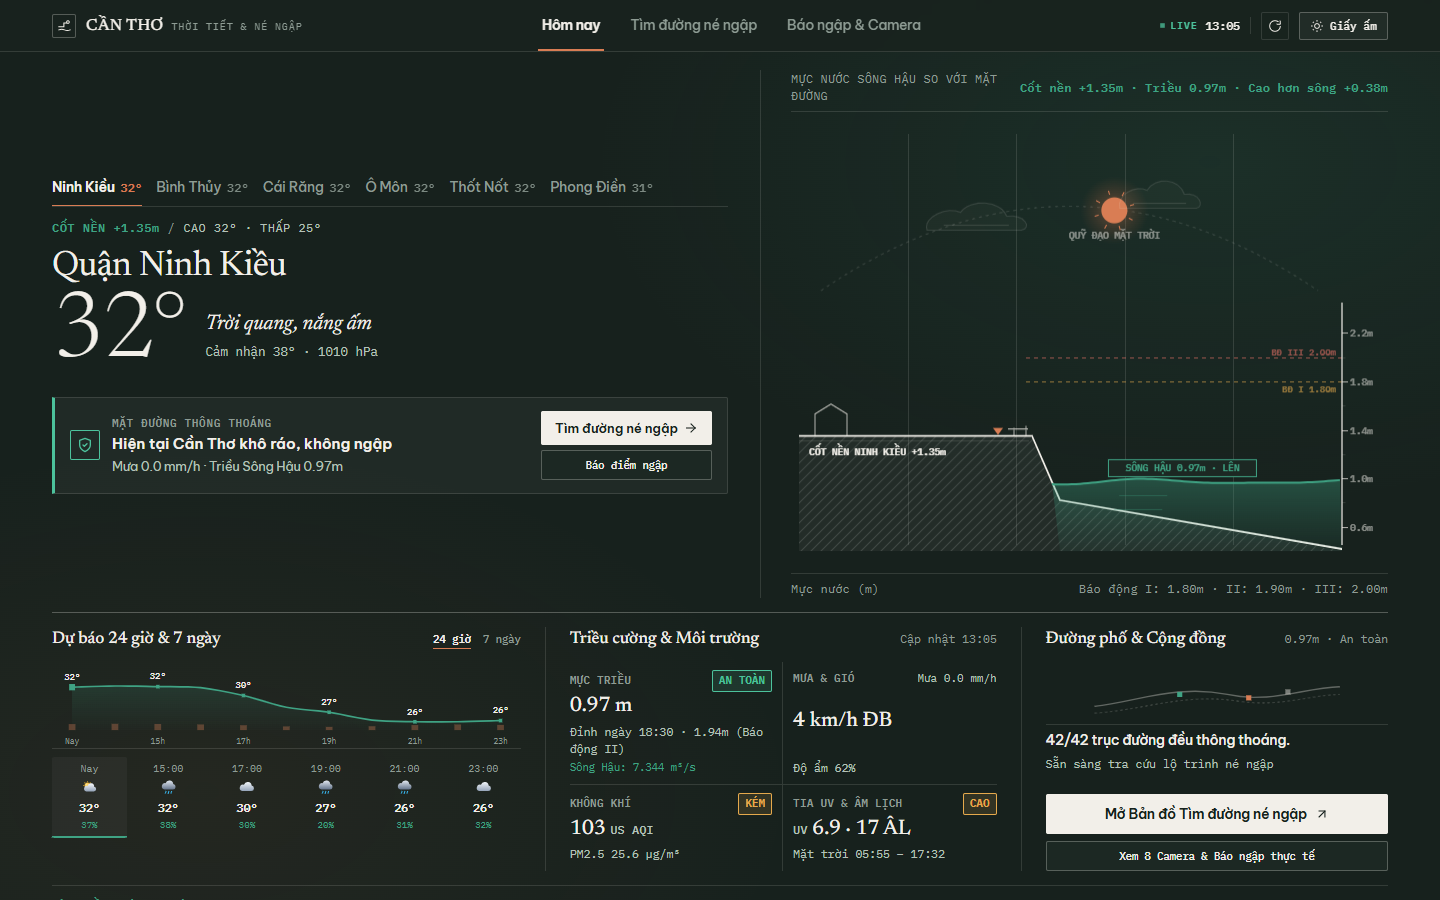 CẦN THƠ THỜI TIẾT & NÉ NGẬP
Hôm nay
Tìm đường né ngập
Báo ngập & Camera
LIVE 13:05
Giấy ấm
Ninh Kiều 32° Bình Thủy 32° Cái Răng 32° Ô Môn 32° Thốt Nốt 32° Phong Điền 31°
CỐT NỀN +1.35m / CAO 32° · THẤP 25°
Quận Ninh Kiều
32°
Trời quang, nắng ấm
Cảm nhận 38° · 1010 hPa
MẶT ĐƯỜNG THÔNG THOÁNG
Hiện tại Cần Thơ khô ráo, không ngập
Mưa 0.0 mm/h · Triều Sông Hậu 0.97m
Tìm đường né ngập →
Báo điểm ngập
MỰC NƯỚC SÔNG HẬU SO VỚI MẶT
ĐƯỜNG
Cốt nền +1.35m · Triều 0.97m · Cao hơn sông +0.38m
QUỸ ĐẠO MẶT TRỜI
2.2m
BĐ III 2.00m
1.8m
BĐ I 1.80m
1.4m
CỐT NỀN NINH KIỀU +1.35m
SÔNG HẬU 0.97m · LÊN
1.0m
0.6m
Mực nước (m)
Báo động I: 1.80m · II: 1.90m · III: 2.00m
Dự báo 24 giờ & 7 ngày
24 giờ 7 ngày
32° 32° 30° 27° 26° 26°
Nay 15h 17h 19h 21h 23h
Nay 15:00 17:00 19:00 21:00 23:00
32° 32° 30° 27° 26° 26°
37% 38% 30% 20% 31% 32%
Triều cường & Môi trường
Cập nhật 13:05
MỰC TRIỀU AN TOÀN
0.97 m
Đỉnh ngày 18:30 · 1.94m (Báo
động II)
Sông Hậu: 7.344 m³/s
MƯA & GIÓ Mưa 0.0 mm/h
4 km/h ĐB
Độ ẩm 62%
KHÔNG KHÍ KÉM
103 US AQI
PM2.5 25.6 µg/m³
TIA UV & ÂM LỊCH CAO
UV 6.9 · 17 ÂL
Mặt trời 05:55 – 17:32
Đường phố & Cộng đồng
0.97m · An toàn
42/42 trục đường đều thông thoáng.
Sẵn sàng tra cứu lộ trình né ngập
Mở Bản đồ Tìm đường né ngập ↗
Xem 8 Camera & Báo ngập thực tế